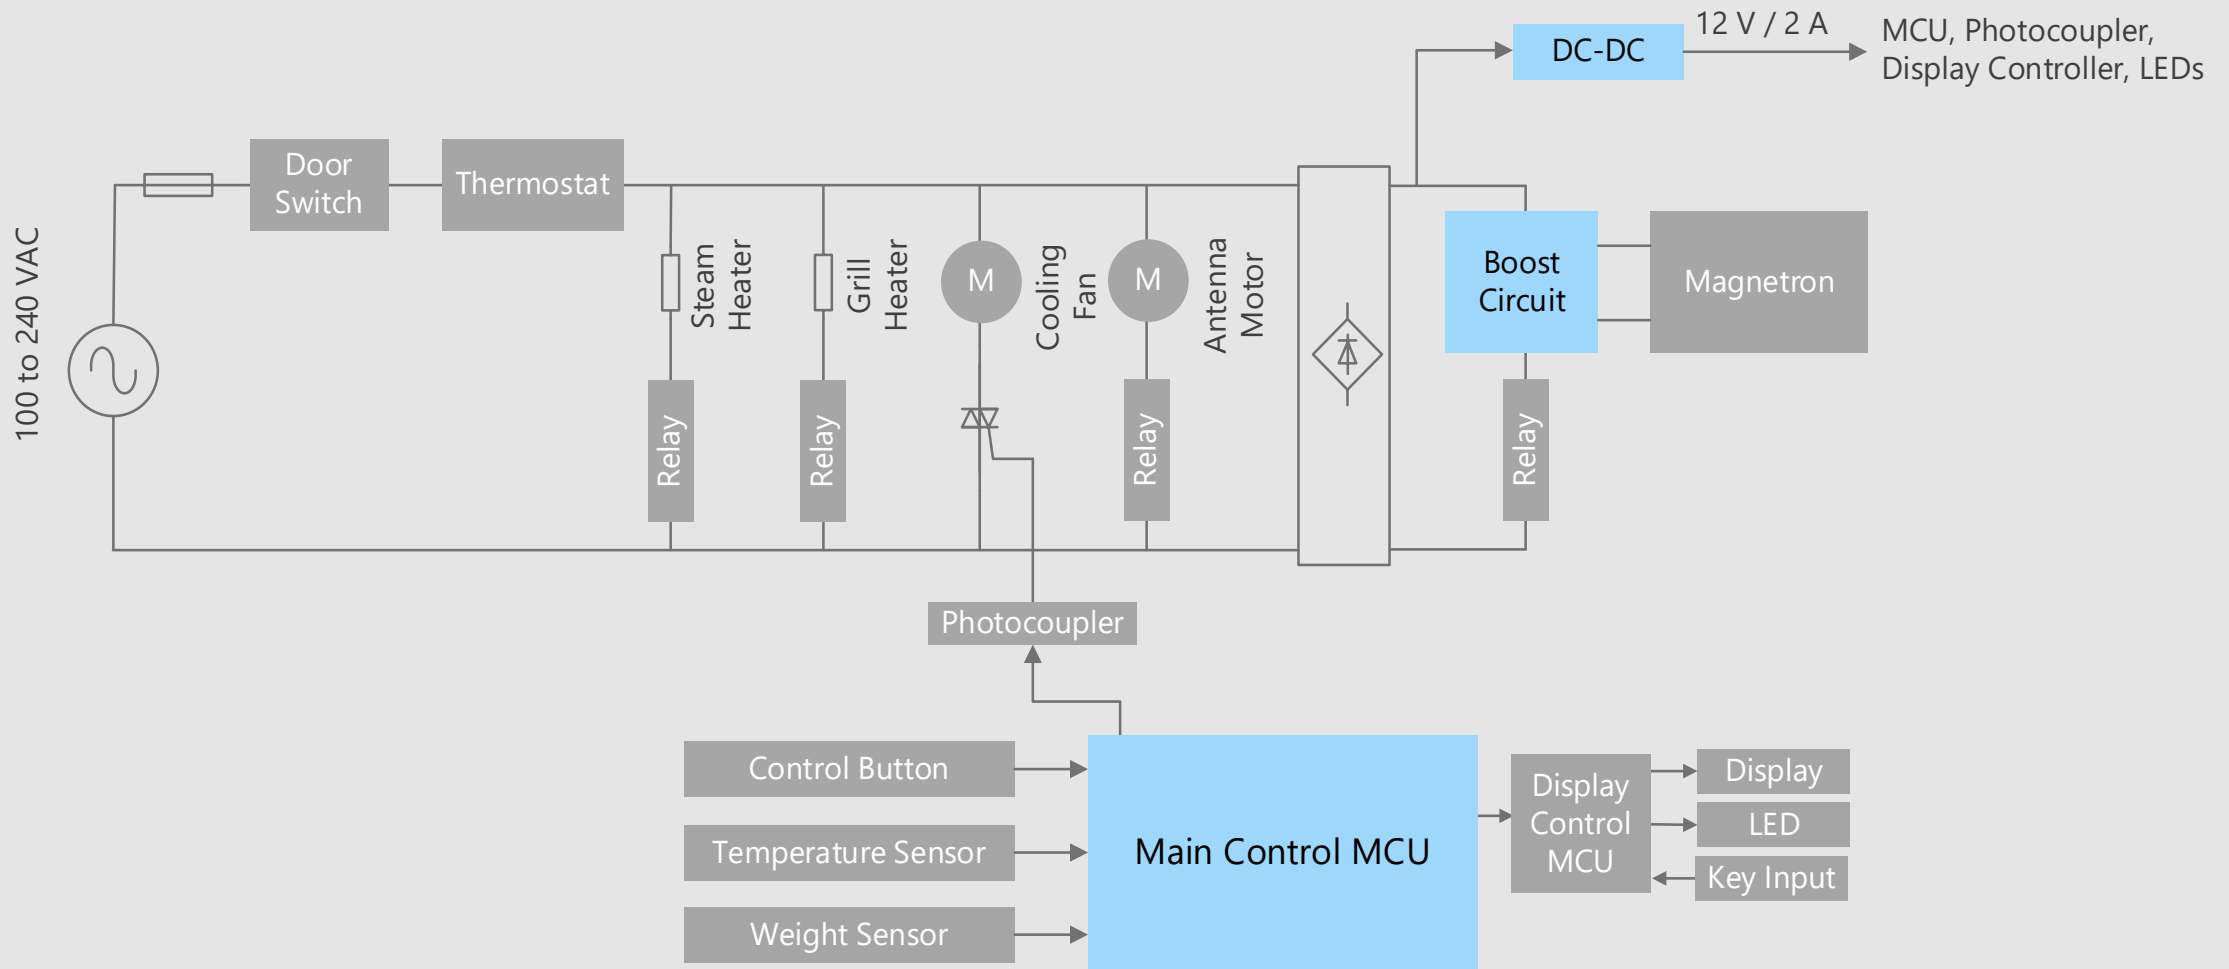 12 V / 2 A
DC-DC
MCU, Photocoupler,
Display Controller, LEDs
Door
Switch
Thermostat
100 to 240 VAC
Steam
Heater
Grill
Heater
M
Cooling
Fan
M
Antenna
Motor
Boost
Circuit
Magnetron
Relay
Relay
Relay
Relay
Photocoupler
Control Button
Temperature Sensor
Weight Sensor
Main Control MCU
Display
Control
MCU
Display
LED
Key Input